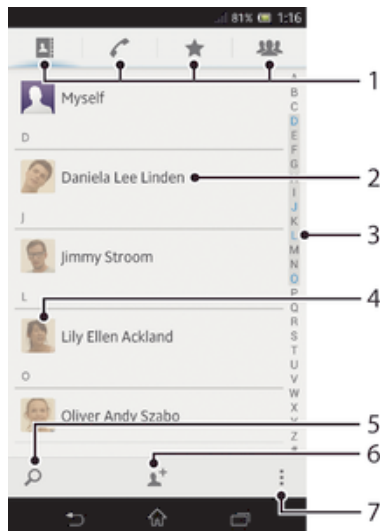 81% 1:16
1
Myself
A
B
C
D
D
E
F
G
Daniela Lee Linden
2
I
J
J
K
3
L
M
Jimmy Stroom
N
O
L
P
4
Q
R
Lily Ellen Ackland
S
T
U
O
V
W
X
Oliver Andy Szabo
Y
Z
#
5
6
7